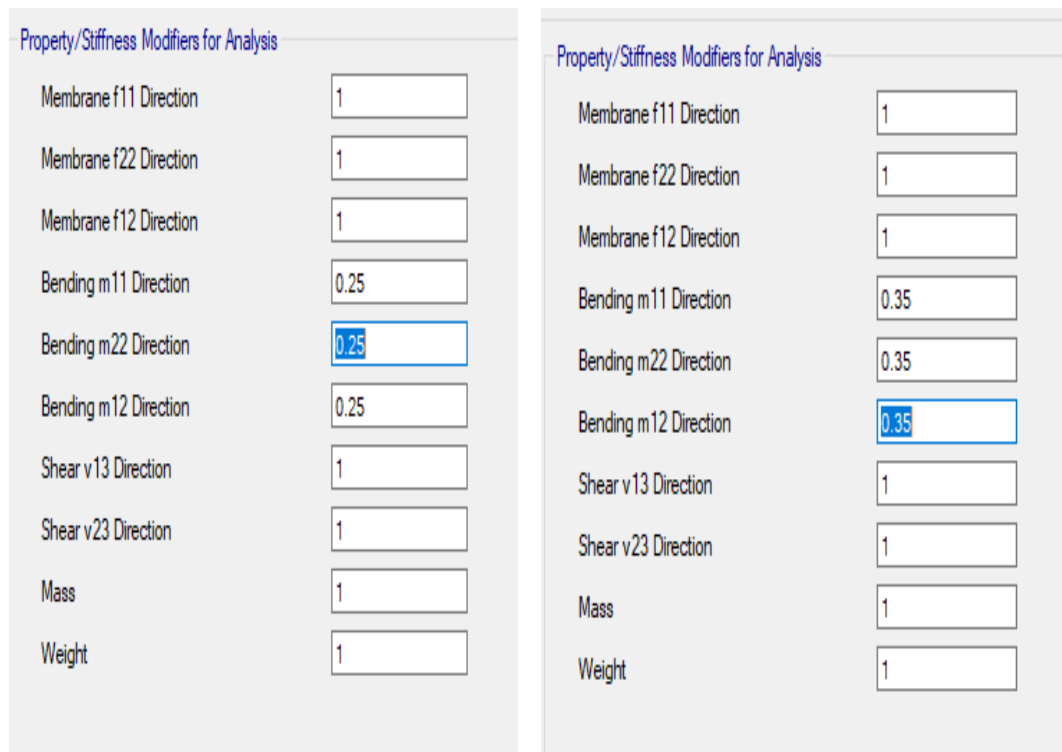 Property/Stiffness Modifiers for Analysis
Membrane f11 Direction 1
Membrane f22 Direction 1
Membrane f12 Direction 1
Bending m11 Direction 0.25
Bending m22 Direction 0.25
Bending m12 Direction 0.25
Shear v13 Direction 1
Shear v23 Direction 1
Mass 1
Weight 1
Property/Stiffness Modifiers for Analysis
Membrane f11 Direction 1
Membrane f22 Direction 1
Membrane f12 Direction 1
Bending m11 Direction 0.35
Bending m22 Direction 0.35
Bending m12 Direction 0.35
Shear v13 Direction 1
Shear v23 Direction 1
Mass 1
Weight 1